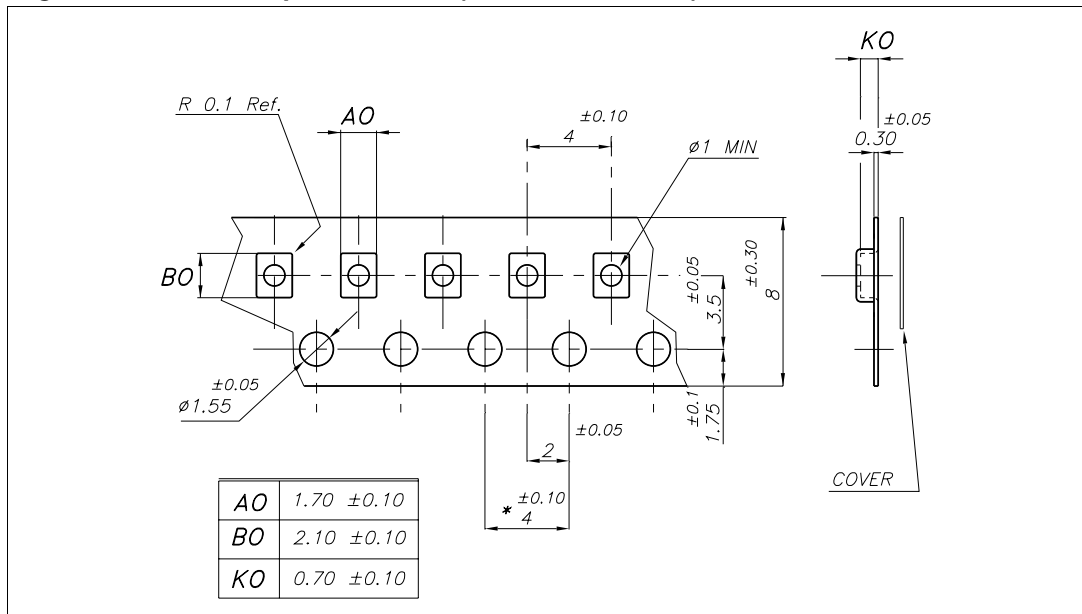 KO
R 0.1 Ref.
AO
±0.10
4
ø1 MIN
±0.05
0.30
BO
±0.05
3.5
±0.30
8
±0.05
ø1.55
±0.1
1.75
±0.05
2
±0.10
* 4
COVER
AO 1.70 ±0.10
BO 2.10 ±0.10
KO 0.70 ±0.10